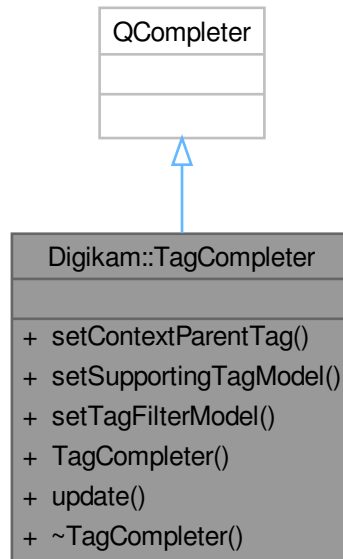 QCompleter
Digikam::TagCompleter
+ setContextParentTag()
+ setSupportingTagModel()
+ setTagFilterModel()
+ TagCompleter()
+ update()
+ ~TagCompleter()